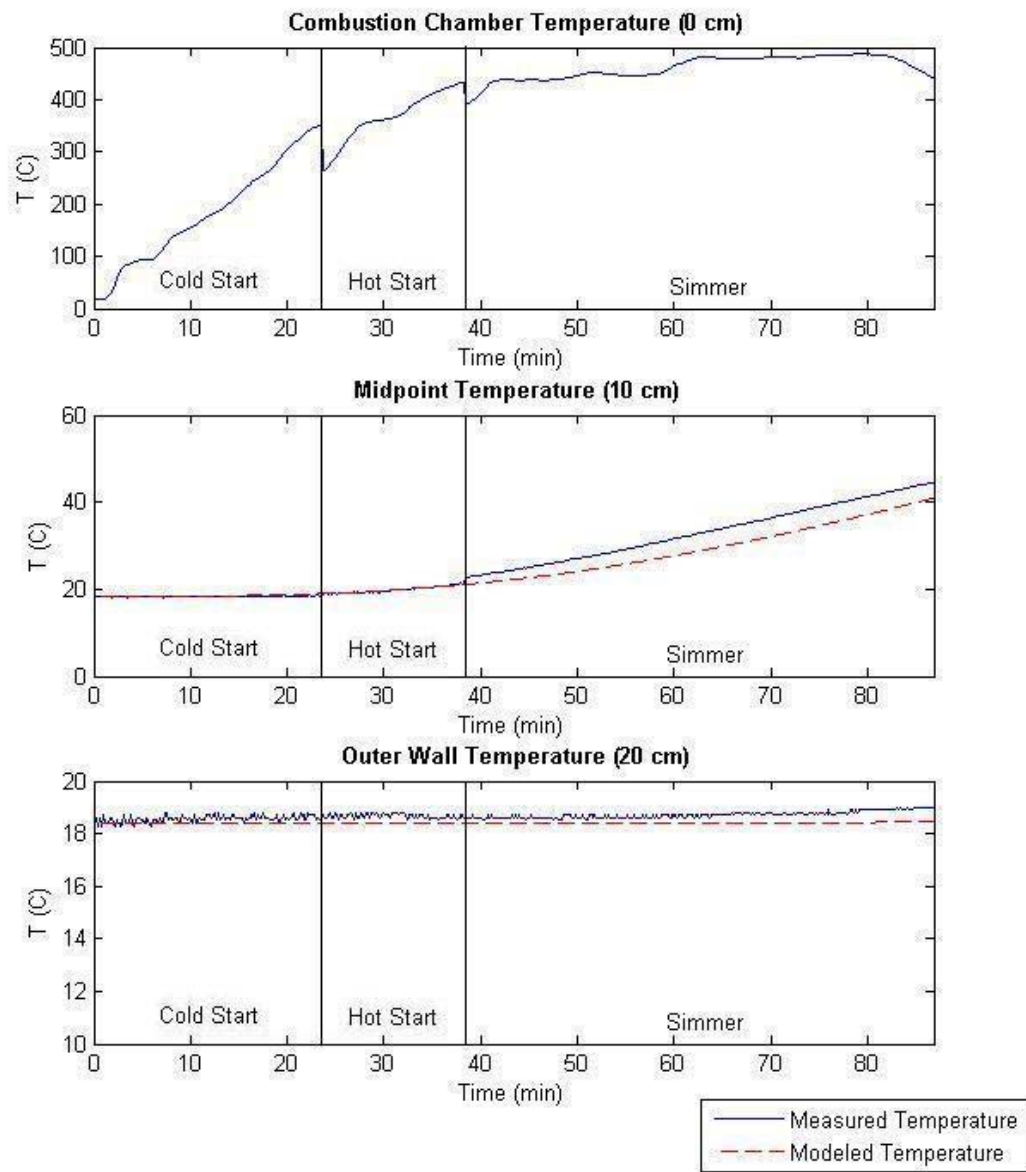 Combustion Chamber Temperature (0 cm)
500
400
300
200
100
0
T (C)
Cold Start
Hot Start
Simmer
0 10 20 30 40 50 60 70 80
Time (min)
Midpoint Temperature (10 cm)
60
40
20
0
T (C)
Cold Start
Hot Start
Simmer
0 10 20 30 40 50 60 70 80
Time (min)
Outer Wall Temperature (20 cm)
20
18
16
14
12
10
T (C)
Cold Start
Hot Start
Simmer
0 10 20 30 40 50 60 70 80
Time (min)
Measured Temperature
Modeled Temperature